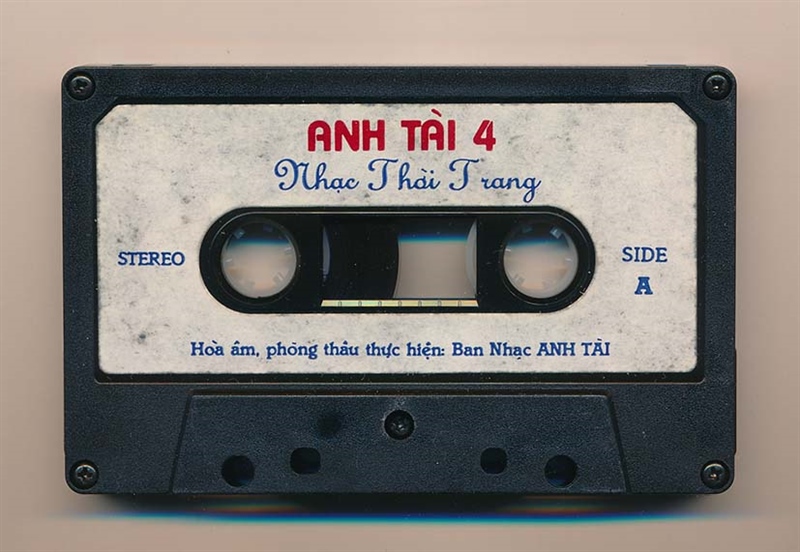 ANH TÀI 4
Nhạc Thời Trang
STEREO
SIDE
A
Hoà âm, phòng thâu thực hiện: Ban Nhạc ANH TÀI